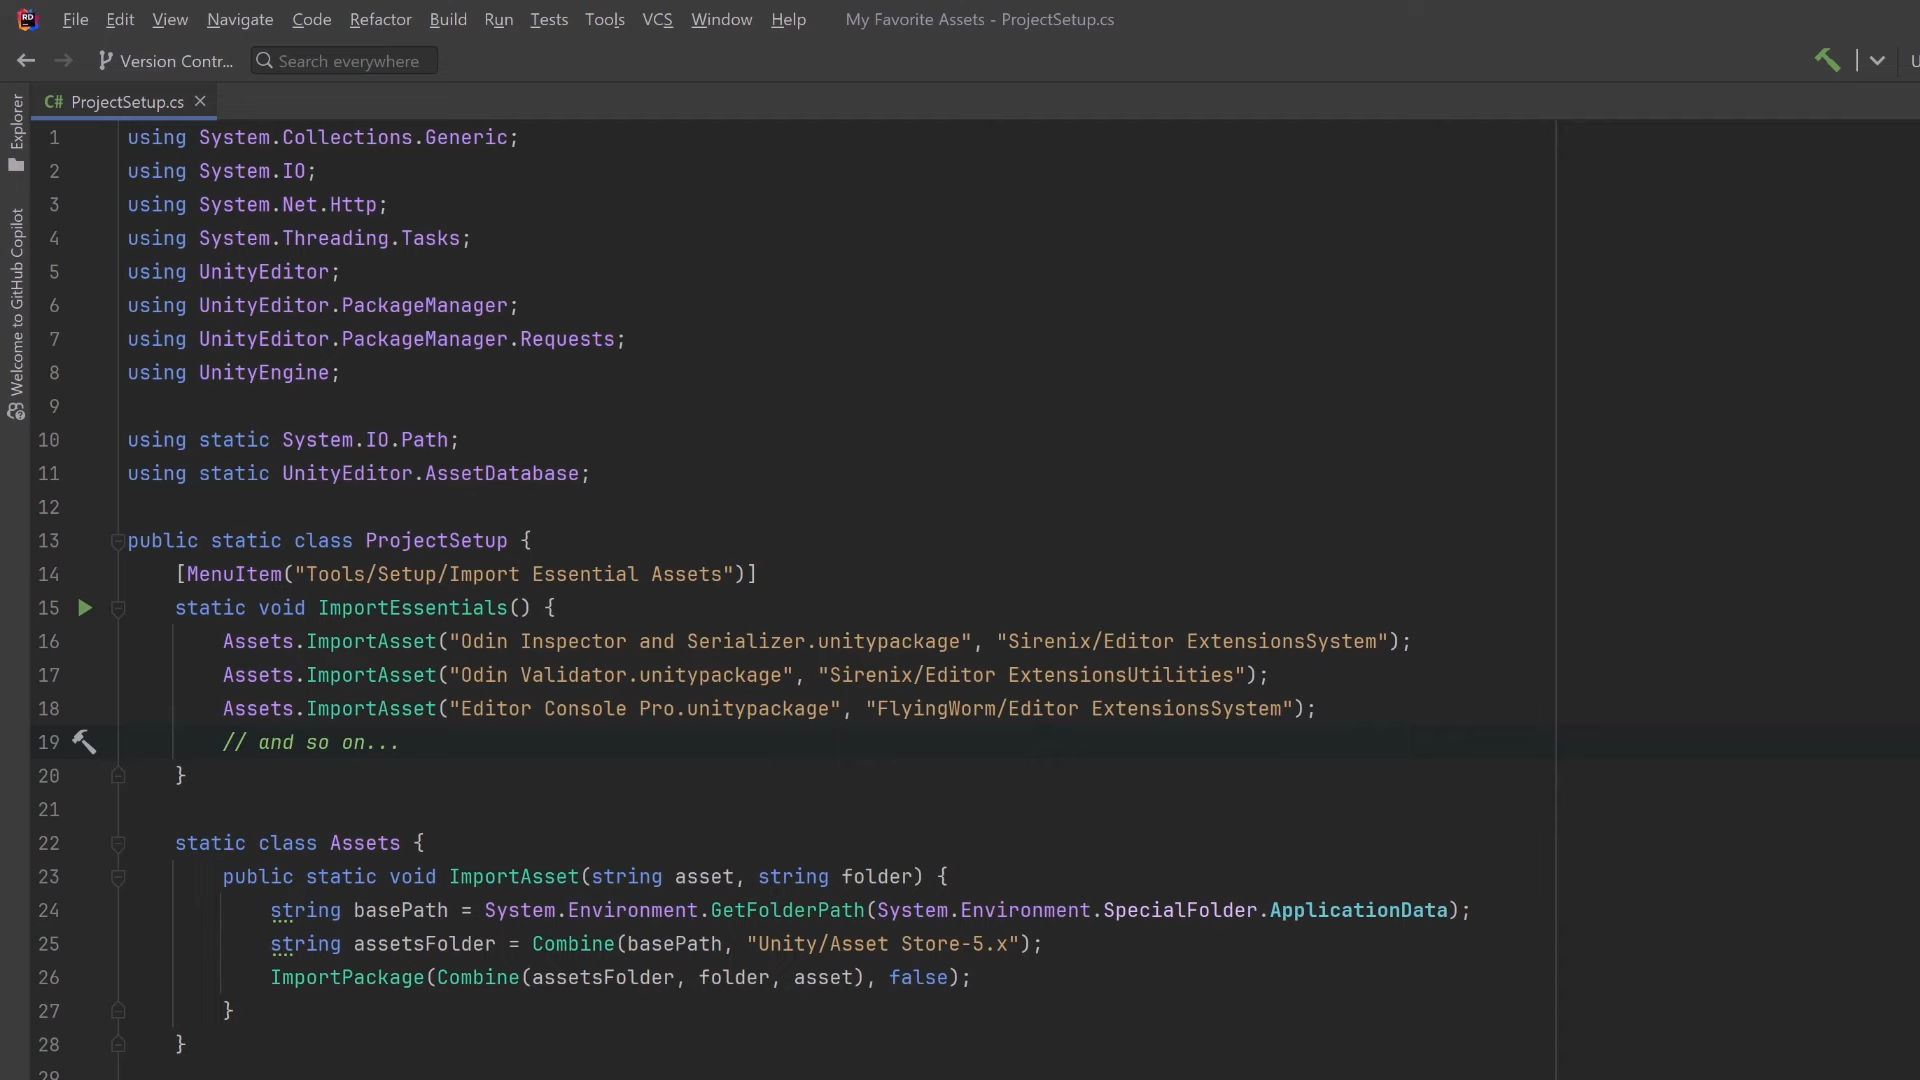 RD File Edit View Navigate Code Refactor Build Run Tests Tools VCS Window Help My Favorite Assets - ProjectSetup.cs
Version Contr... Search everywhere
C# ProjectSetup.cs
Explorer
Welcome to GitHub Copilot
1 using System.Collections.Generic;
2 using System.IO;
3 using System.Net.Http;
4 using System.Threading.Tasks;
5 using UnityEditor;
6 using UnityEditor.PackageManager;
7 using UnityEditor.PackageManager.Requests;
8 using UnityEngine;
9
10 using static System.IO.Path;
11 using static UnityEditor.AssetDatabase;
12
13 public static class ProjectSetup {
14 [MenuItem("Tools/Setup/Import Essential Assets")]
15 static void ImportEssentials() {
16 Assets.ImportAsset("Odin Inspector and Serializer.unitypackage", "Sirenix/Editor ExtensionsSystem");
17 Assets.ImportAsset("Odin Validator.unitypackage", "Sirenix/Editor ExtensionsUtilities");
18 Assets.ImportAsset("Editor Console Pro.unitypackage", "FlyingWorm/Editor ExtensionsSystem");
19 // and so on...
20 }
21
22 static class Assets {
23 public static void ImportAsset(string asset, string folder) {
24 string basePath = System.Environment.GetFolderPath(System.Environment.SpecialFolder.ApplicationData);
25 string assetsFolder = Combine(basePath, "Unity/Asset Store-5.x");
26 ImportPackage(Combine(assetsFolder, folder, asset), false);
27 }
28 }
29